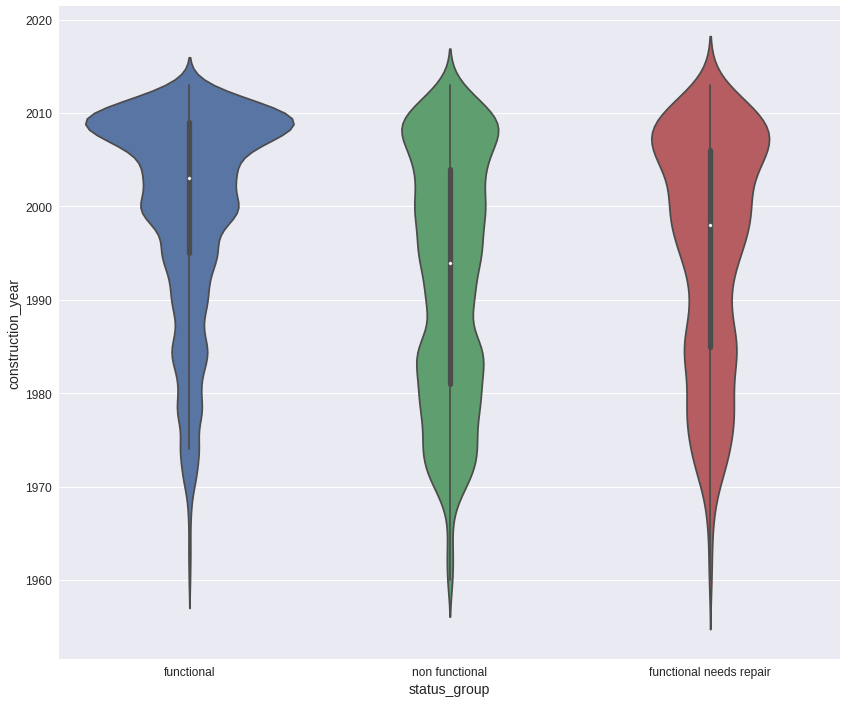 2020
2010
2000
1990
1980
1970
1960
construction_year
functional
non functional
functional needs repair
status_group